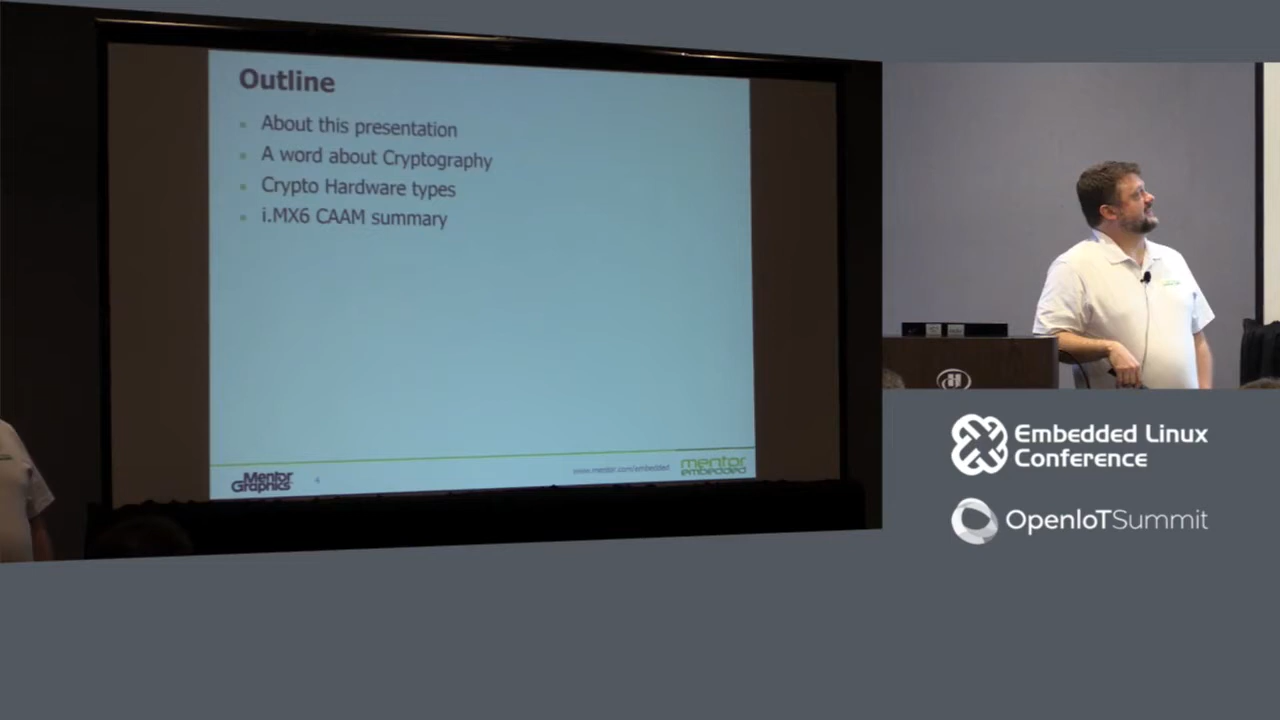 Outline
About this presentation
A word about Cryptography
Crypto Hardware types
i.MX6 CAAM summary
Mentor
Graphics
4
www.mentor.com/embedded
mentor
embedded
Embedded Linux
Conference
OpenIoTSummit